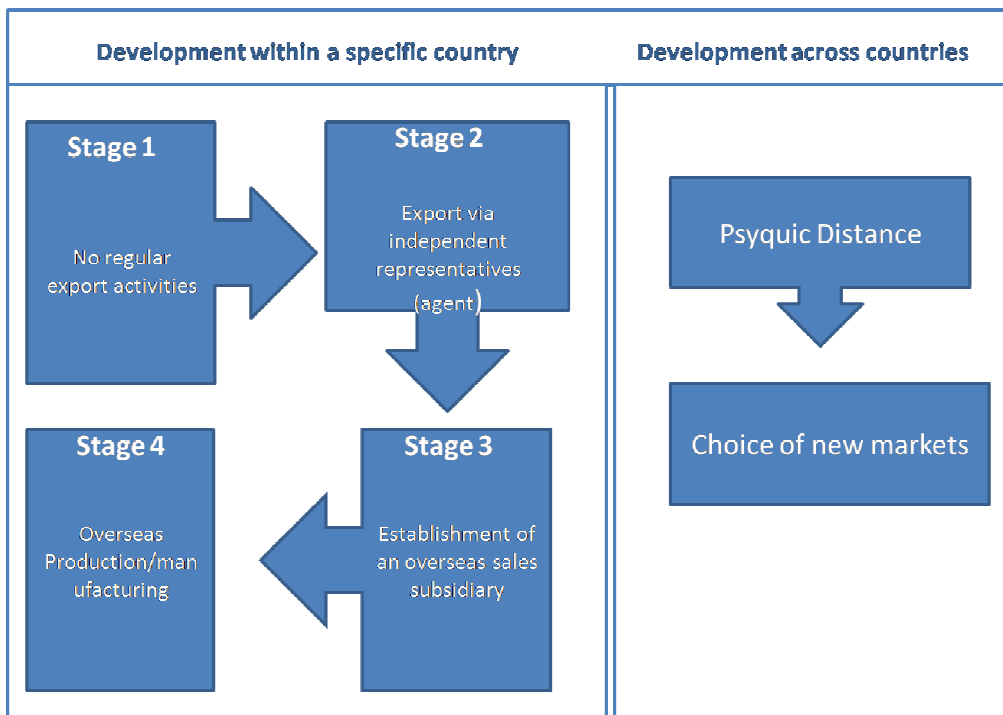 Development within a specific country
Development across countries
Stage 1
No regular
export activities
Stage 2
Export via
independent
representatives
(agent)
Stage 3
Establishment of
an overseas sales
subsidiary
Stage 4
Overseas
Production/man
ufacturing
Psyquic Distance
Choice of new markets